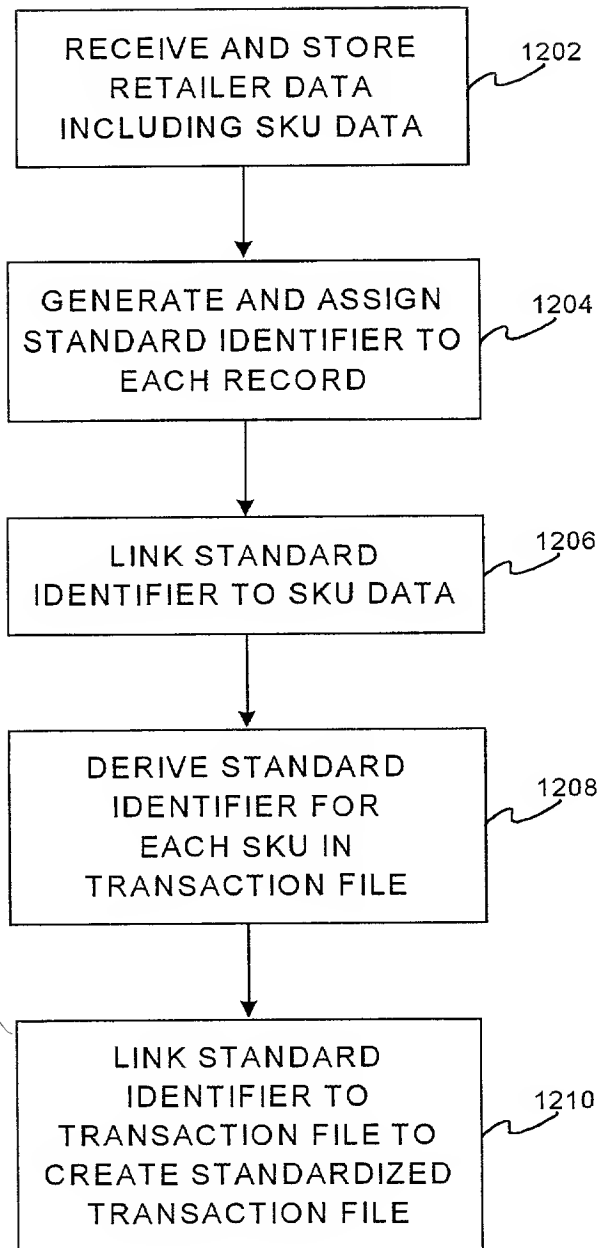 RECEIVE AND STORE
RETAILER DATA
INCLUDING SKU DATA
1202
GENERATE AND ASSIGN
STANDARD IDENTIFIER TO
EACH RECORD
1204
LINK STANDARD
IDENTIFIER TO SKU DATA
1206
DERIVE STANDARD
IDENTIFIER FOR
EACH SKU IN
TRANSACTION FILE
1208
LINK STANDARD
IDENTIFIER TO
TRANSACTION FILE TO
CREATE STANDARDIZED
TRANSACTION FILE
1210